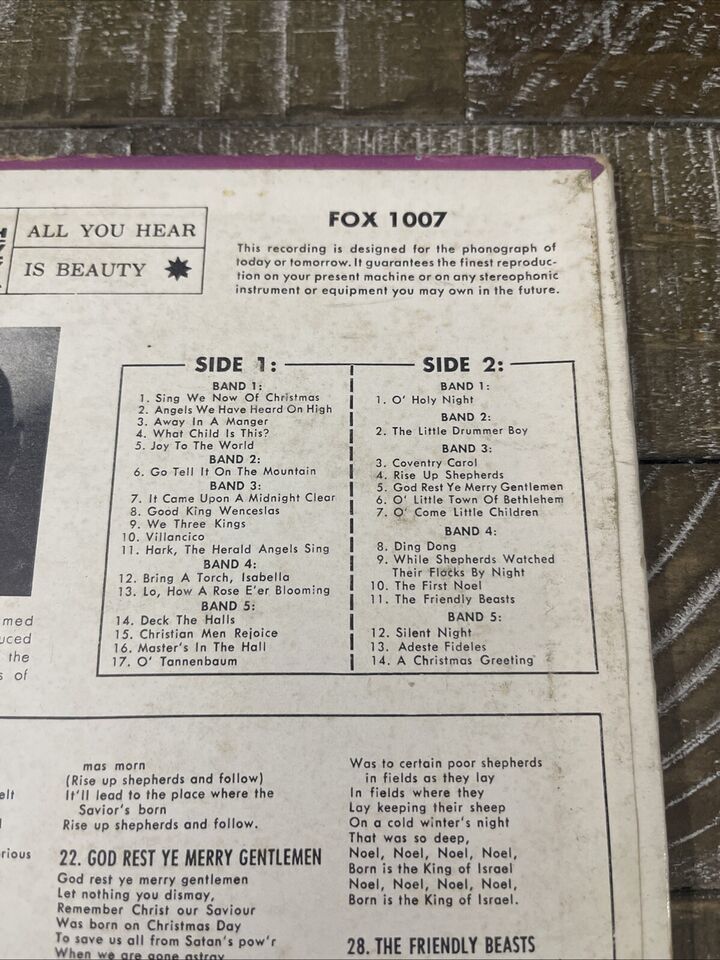 ALL YOU HEAR
IS BEAUTY
FOX 1007
This recording is designed for the phonograph of
today or tomorrow. It guarantees the finest reproduc-
tion on your present machine or on any stereophonic
instrument or equipment you may own in the future.
SIDE 1:
BAND 1:
1. Sing We Now Of Christmas
2. Angels We Have Heard On High
3. Away In A Manger
4. What Child Is This?
5. Joy To The World
BAND 2:
6. Go Tell It On The Mountain
BAND 3:
7. It Came Upon A Midnight Clear
8. Good King Wenceslas
9. We Three Kings
10. Villancico
11. Hark, The Herald Angels Sing
BAND 4:
12. Bring A Torch, Isabella
13. Lo, How A Rose E'er Blooming
BAND 5:
14. Deck The Halls
15. Christian Men Rejoice
16. Master's In The Hall
17. O' Tannenbaum
SIDE 2:
BAND 1:
1. O' Holy Night
BAND 2:
2. The Little Drummer Boy
BAND 3:
3. Coventry Carol
4. Rise Up Shepherds
5. God Rest Ye Merry Gentlemen
6. O' Little Town Of Bethlehem
7. O' Come Little Children
BAND 4:
8. Ding Dong
9. While Shepherds Watched
Their Flocks By Night
10. The First Noel
11. The Friendly Beasts
BAND 5:
12. Silent Night
13. Adeste Fideles
14. A Christmas Greeting
med
uced
the
s of
elt
rious
mas morn
(Rise up shepherds and follow)
It'll lead to the place where the
Savior's born
Rise up shepherds and follow.
22. GOD REST YE MERRY GENTLEMEN
God rest ye merry gentlemen
Let nothing you dismay,
Remember Christ our Saviour
Was born on Christmas Day
To save us all from Satan's pow'r
When we are gone astray
Was to certain poor shepherds
in fields as they lay
In fields where they
Lay keeping their sheep
On a cold winter's night
That was so deep,
Noel, Noel, Noel, Noel,
Born is the King of Israel
Noel, Noel, Noel, Noel,
Born is the King of Israel.
28. THE FRIENDLY BEASTS